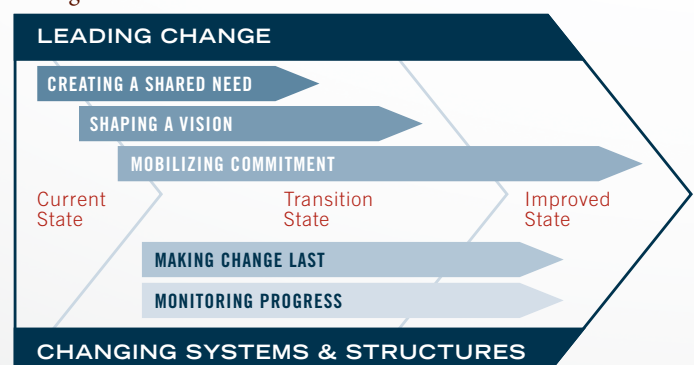 LEADING CHANGE
CREATING A SHARED NEED
SHAPING A VISION
MOBILIZING COMMITMENT
Current State
Transition State
Improved State
MAKING CHANGE LAST
MONITORING PROGRESS
CHANGING SYSTEMS & STRUCTURES